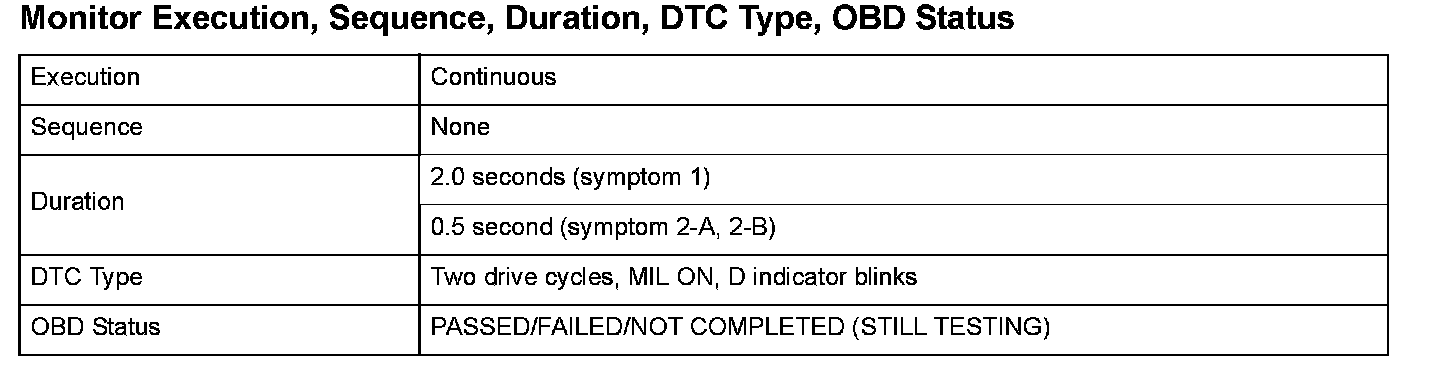 Monitor Execution, Sequence, Duration, DTC Type, OBD Status
Execution Continuous
Sequence None
Duration
2.0 seconds (symptom 1)
0.5 second (symptom 2-A, 2-B)
DTC Type Two drive cycles, MIL ON, D indicator blinks
OBD Status PASSED/FAILED/NOT COMPLETED (STILL TESTING)